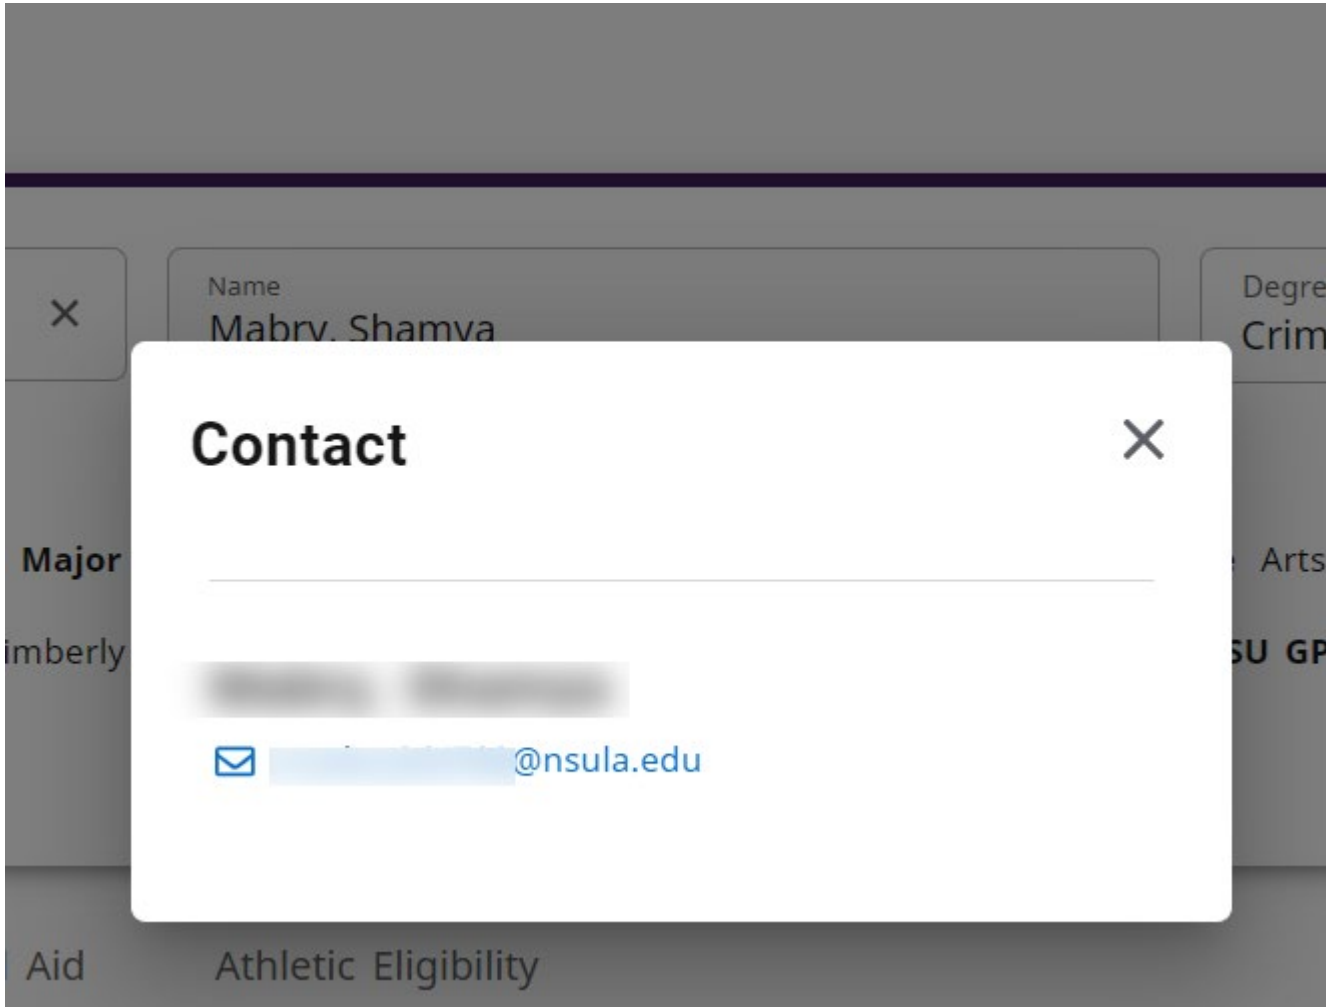 Name
Degre
Mabry, Shamya
Crim
Contact
Major
Arts
imberly
SU GP
@nsula.edu
Aid
Athletic Eligibility